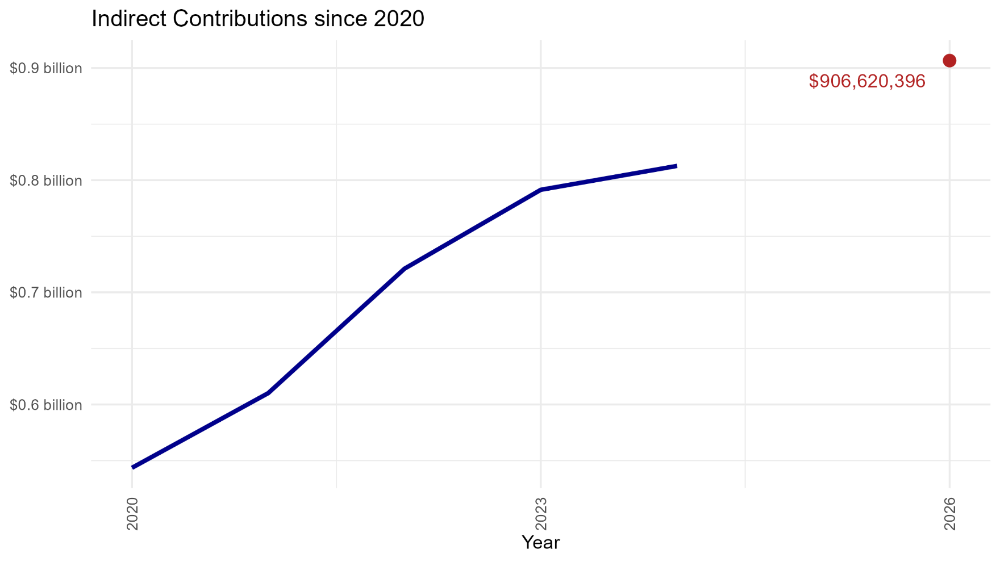 Indirect Contributions since 2020
$0.9 billion
$906,620,396
$0.8 billion
$0.7 billion
$0.6 billion
2020
2023
2026
Year